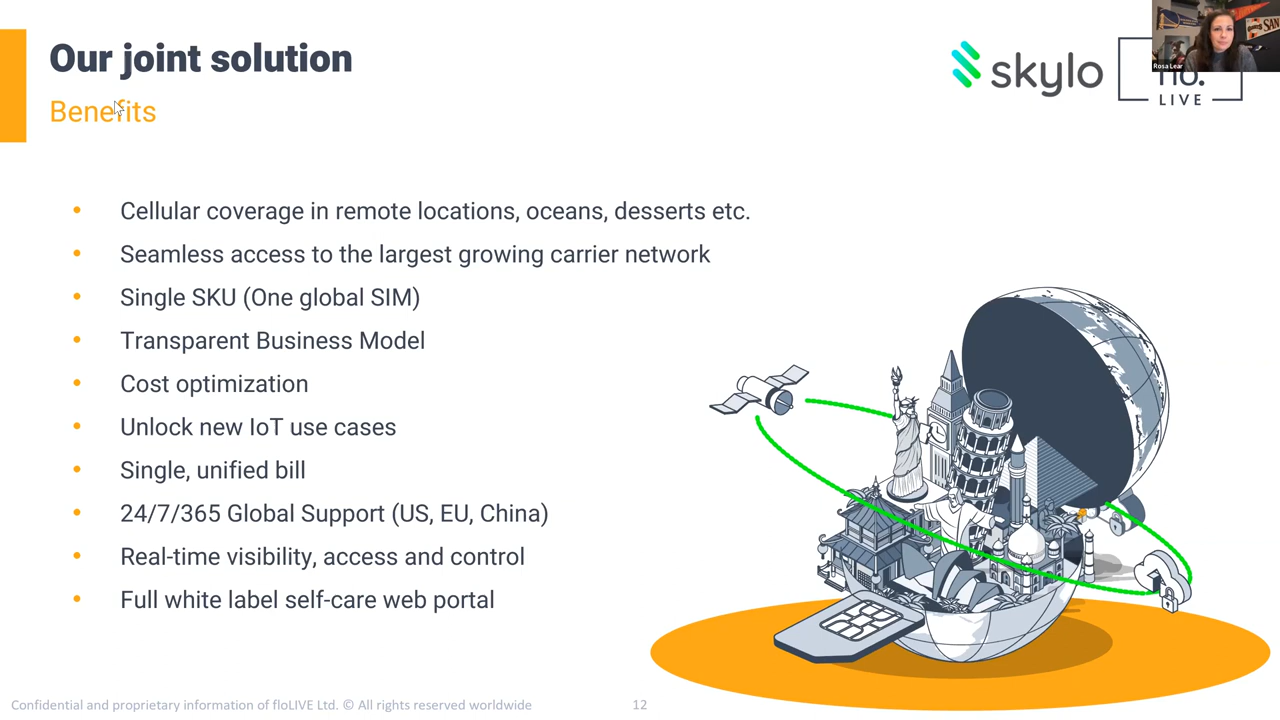 Our joint solution
Benefits
skylo
flo.
LIVE
SAN
Rosa Lear
Cellular coverage in remote locations, oceans, desserts etc.
Seamless access to the largest growing carrier network
Single SKU (One global SIM)
Transparent Business Model
Cost optimization
Unlock new IoT use cases
Single, unified bill
24/7/365 Global Support (US, EU, China)
Real-time visibility, access and control
Full white label self-care web portal
Confidential and proprietary information of floLIVE Ltd. © All rights reserved worldwide
12